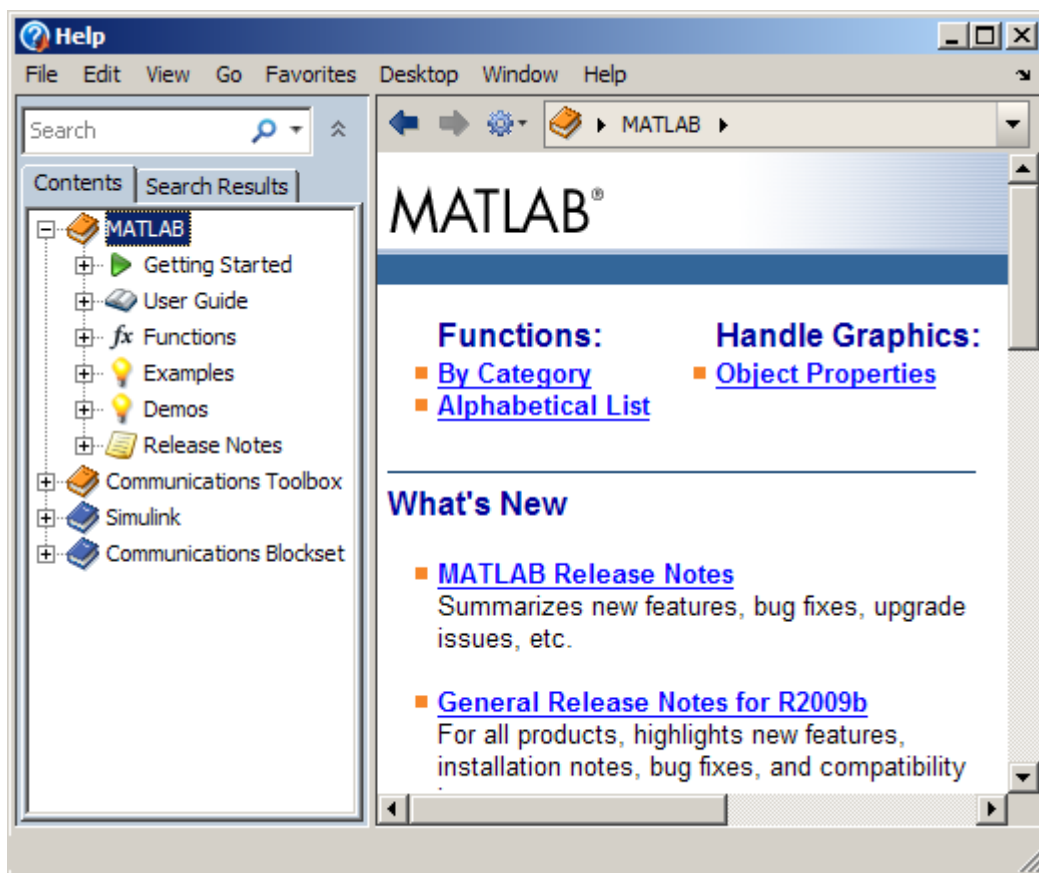 Help
File Edit View Go Favorites Desktop Window Help
Search
MATLAB
Contents Search Results
MATLAB
Getting Started
User Guide
fx Functions
Examples
Demos
Release Notes
Communications Toolbox
Simulink
Communications Blockset
MATLAB®
Functions:
By Category
Alphabetical List
Handle Graphics:
Object Properties
What's New
MATLAB Release Notes
Summarizes new features, bug fixes, upgrade
issues, etc.
General Release Notes for R2009b
For all products, highlights new features,
installation notes, bug fixes, and compatibility